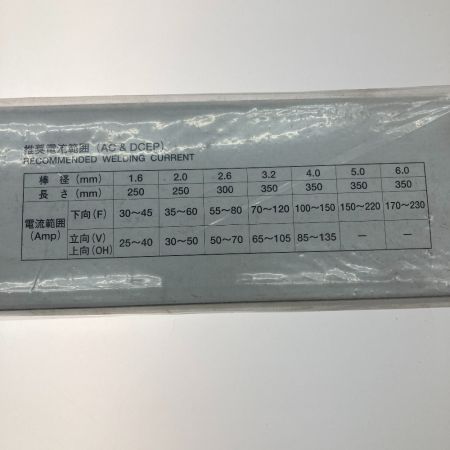 推奨電流範囲 (AC & DCEP)
RECOMMENDED WELDING CURRENT
棒 径 (mm) 1.6 2.0 2.6 3.2 4.0 5.0 6.0
長 さ (mm) 250 250 300 350 350 350 350
電流範囲 (Amp) 下向(F) 30～45 35～60 55～80 70～120 100～150 150～220 170～230
立向(V) 上向(OH) 25～40 30～50 50～70 65～105 85～135 － －